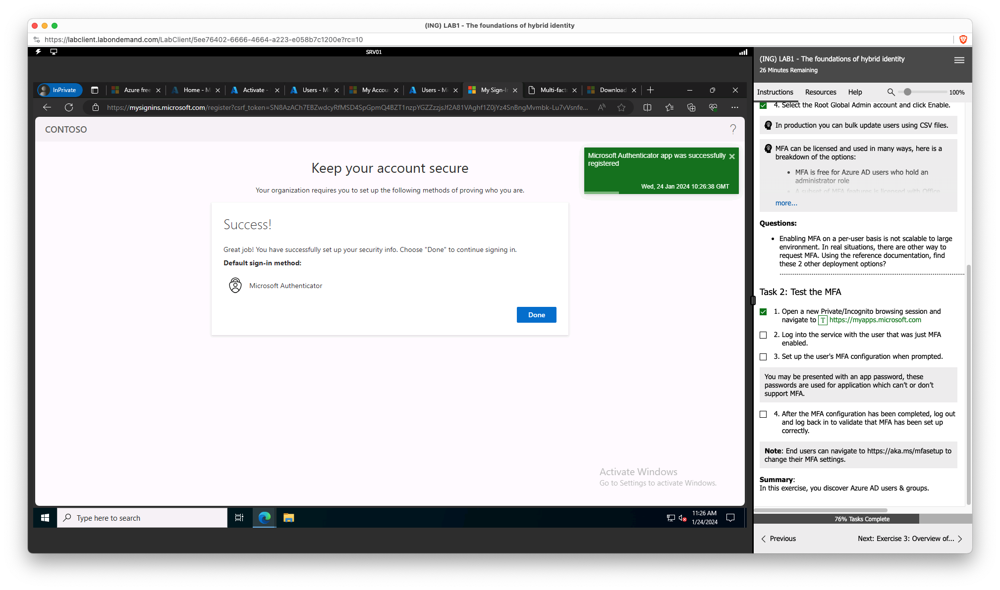 (ING) LAB1 - The foundations of hybrid identity
https://labclient.labondemand.com/LabClient/5ee76402-6666-4664-a223-e058b7c1200e?rc=10
SRV01
InPrivate
Azure free
Home - M
Activate -
Users - Mi
My Accou
Users - Mi
My Sign-In
Multi-facto
Download
https://mysignins.microsoft.com/register?csrf_token=SN8AzACh7EBZwdcyRfMSD4SpGpmQ4BZT1nzpYGZZzzjsJf2A81VAghf1Z0jYz4SnBngMvmbk-Lu7vVsnfe...
CONTOSO
?
Microsoft Authenticator app was successfully
registered
Wed, 24 Jan 2024 10:26:38 GMT
Keep your account secure
Your organization requires you to set up the following methods of proving who you are.
Success!
Great job! You have successfully set up your security info. Choose "Done" to continue signing in.
Default sign-in method:
Microsoft Authenticator
Done
Activate Windows
Go to Settings to activate Windows.
Type here to search
11:26 AM
1/24/2024
(ING) LAB1 - The foundations of hybrid identity
26 Minutes Remaining
Instructions Resources Help 100%
4. Select the Root Global Admin account and click Enable.
In production you can bulk update users using CSV files.
MFA can be licensed and used in many ways, here is a
breakdown of the options:
• MFA is free for Azure AD users who hold an
administrator role
• A subset of MFA features is licensed with Office
more...
Questions:
• Enabling MFA on a per-user basis is not scalable to large
environment. In real situations, there are other way to
request MFA. Using the reference documentation, find
these 2 other deployment options?
Task 2: Test the MFA
1. Open a new Private/Incognito browsing session and
navigate to T https://myapps.microsoft.com
2. Log into the service with the user that was just MFA
enabled.
3. Set up the user's MFA configuration when prompted.
You may be presented with an app password, these
passwords are used for application which can’t or don’t
support MFA.
4. After the MFA configuration has been completed, log out
and log back in to validate that MFA has been set up
correctly.
Note: End users can navigate to https://aka.ms/mfasetup to
change their MFA settings.
Summary:
In this exercise, you discover Azure AD users & groups.
76% Tasks Complete
Previous
Next: Exercise 3: Overview of...